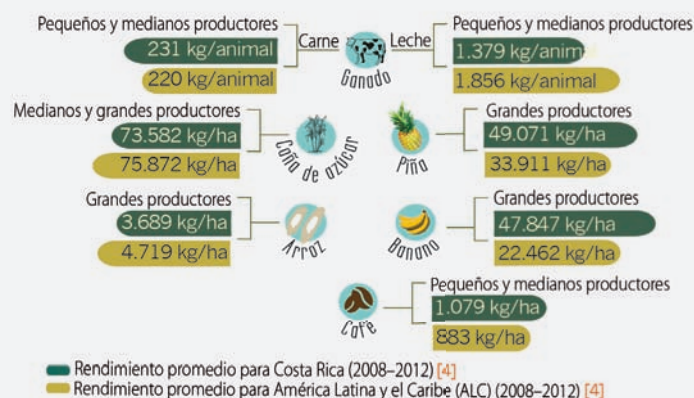 Pequeños y medianos productores
231 kg/animal
220 kg/animal
Carne
Ganado
Leche
Pequeños y medianos productores
1.379 kg/anim
1.856 kg/animal
Medianos y grandes productores
73.582 kg/ha
75.872 kg/ha
Caña de azúcar
Grandes productores
49.071 kg/ha
33.911 kg/ha
Piña
Grandes productores
3.689 kg/ha
4.719 kg/ha
Arroz
Grandes productores
47.847 kg/ha
22.462 kg/ha
Banano
Pequeños y medianos productores
1.079 kg/ha
883 kg/ha
Café
Rendimiento promedio para Costa Rica (2008–2012) [4]
Rendimiento promedio para América Latina y el Caribe (ALC) (2008–2012) [4]